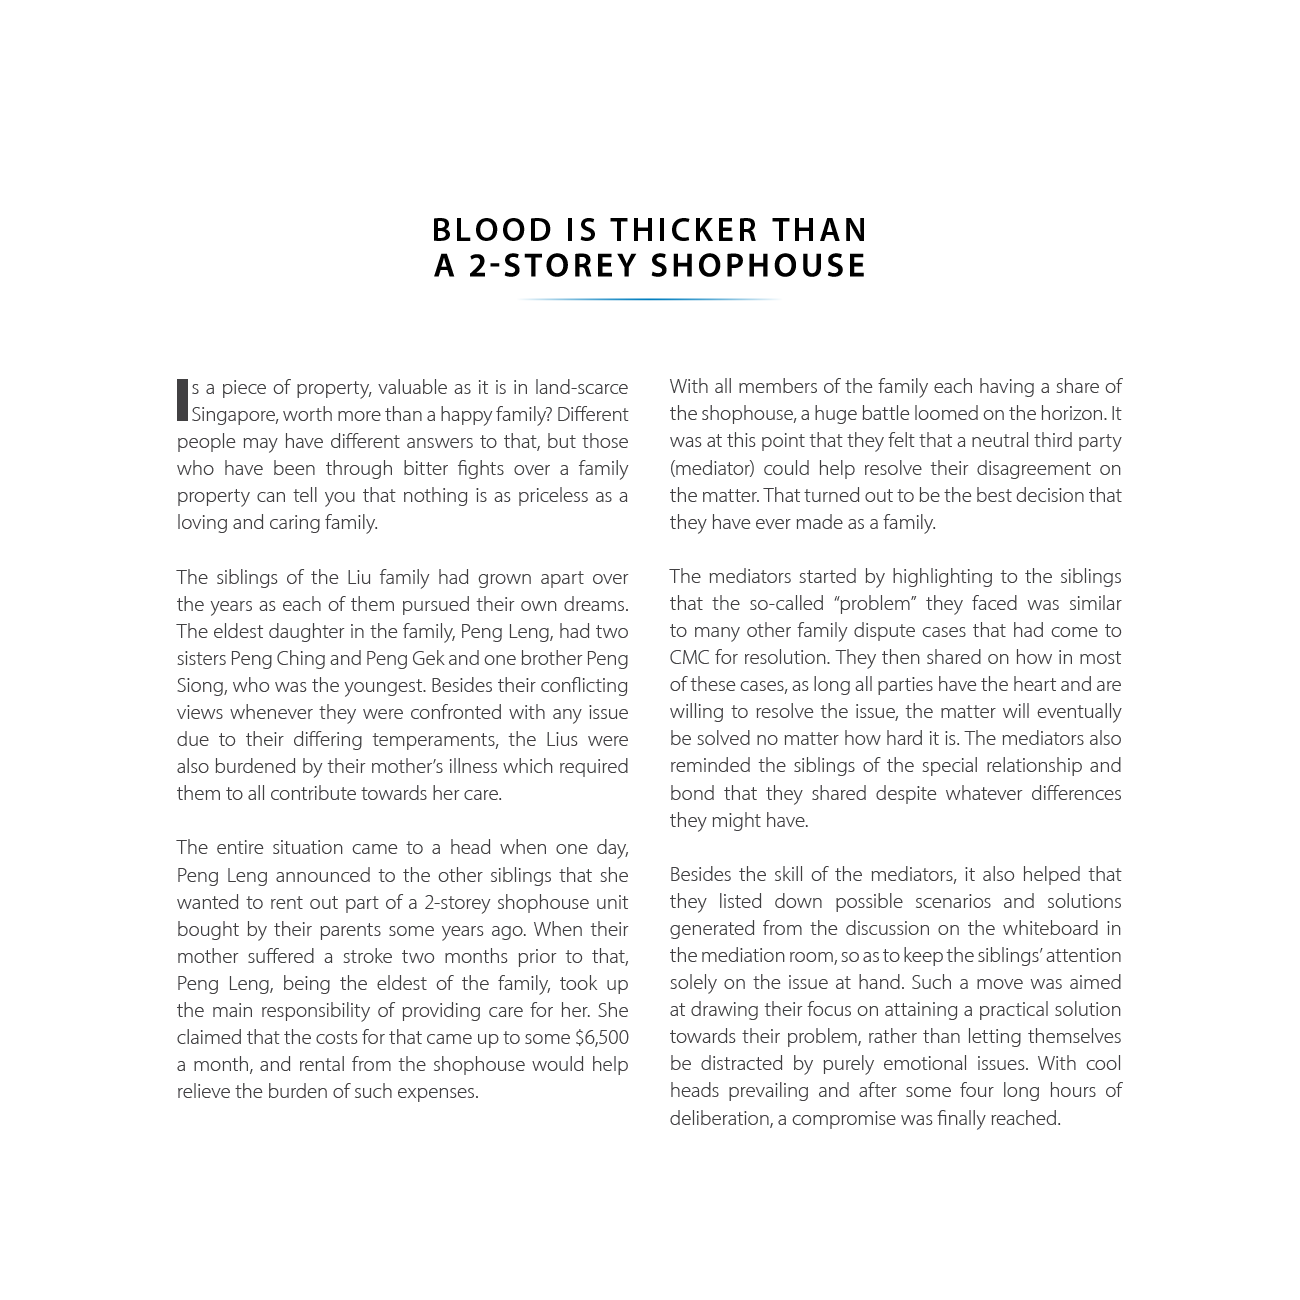 BLOOD IS THICKER THAN
A 2-STOREY SHOPHOUSE
Is a piece of property, valuable as it is in land-scarce
Singapore, worth more than a happy family? Different
people may have different answers to that, but those
who have been through bitter fights over a family
property can tell you that nothing is as priceless as a
loving and caring family.
The siblings of the Liu family had grown apart over
the years as each of them pursued their own dreams.
The eldest daughter in the family, Peng Leng, had two
sisters Peng Ching and Peng Gek and one brother Peng
Siong, who was the youngest. Besides their conflicting
views whenever they were confronted with any issue
due to their differing temperaments, the Lius were
also burdened by their mother's illness which required
them to all contribute towards her care.
The entire situation came to a head when one day,
Peng Leng announced to the other siblings that she
wanted to rent out part of a 2-storey shophouse unit
bought by their parents some years ago. When their
mother suffered a stroke two months prior to that,
Peng Leng, being the eldest of the family, took up
the main responsibility of providing care for her. She
claimed that the costs for that came up to some $6,500
a month, and rental from the shophouse would help
relieve the burden of such expenses.
With all members of the family each having a share of
the shophouse, a huge battle loomed on the horizon. It
was at this point that they felt that a neutral third party
(mediator) could help resolve their disagreement on
the matter. That turned out to be the best decision that
they have ever made as a family.
The mediators started by highlighting to the siblings
that the so-called “problem” they faced was similar
to many other family dispute cases that had come to
CMC for resolution. They then shared on how in most
of these cases, as long all parties have the heart and are
willing to resolve the issue, the matter will eventually
be solved no matter how hard it is. The mediators also
reminded the siblings of the special relationship and
bond that they shared despite whatever differences
they might have.
Besides the skill of the mediators, it also helped that
they listed down possible scenarios and solutions
generated from the discussion on the whiteboard in
the mediation room, so as to keep the siblings' attention
solely on the issue at hand. Such a move was aimed
at drawing their focus on attaining a practical solution
towards their problem, rather than letting themselves
be distracted by purely emotional issues. With cool
heads prevailing and after some four long hours of
deliberation, a compromise was finally reached.